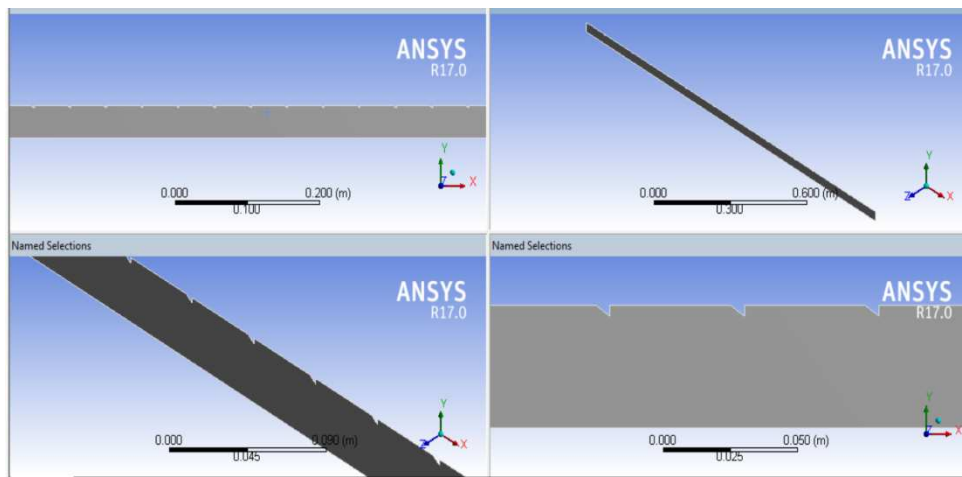 ANSYS
R17.0
Y
Z
X
0.000
0.200 (m)
0.100
ANSYS
R17.0
Y
Z
X
0.000
0.600 (m)
0.300
Named Selections
ANSYS
R17.0
Y
Z
X
0.000
0.090 (m)
0.045
Named Selections
ANSYS
R17.0
Y
Z
X
0.000
0.050 (m)
0.025